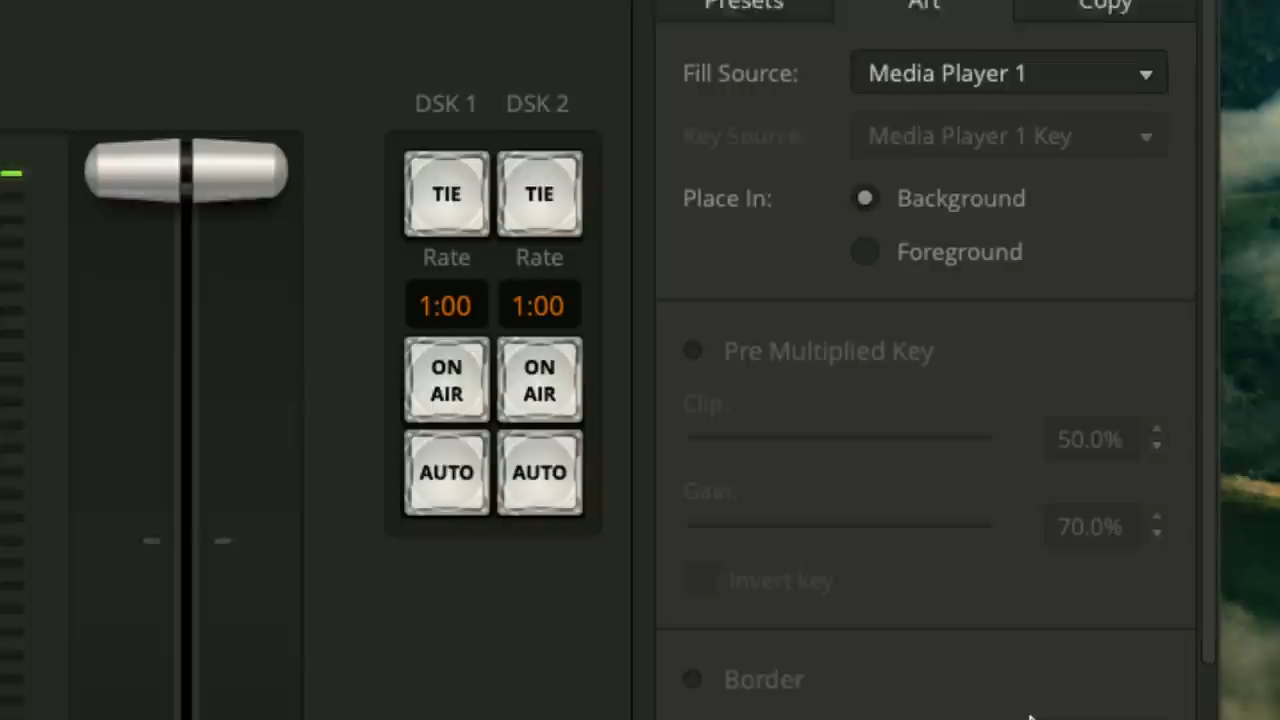 Presets Art Copy
Fill Source: Media Player 1
Key Source: Media Player 1 Key
Place In: Background
Foreground
Pre Multiplied Key
Clip:
50.0%
Gain:
70.0%
Invert key
Border
DSK 1 DSK 2
TIE TIE
Rate Rate
1:00 1:00
ON AIR ON AIR
AUTO AUTO